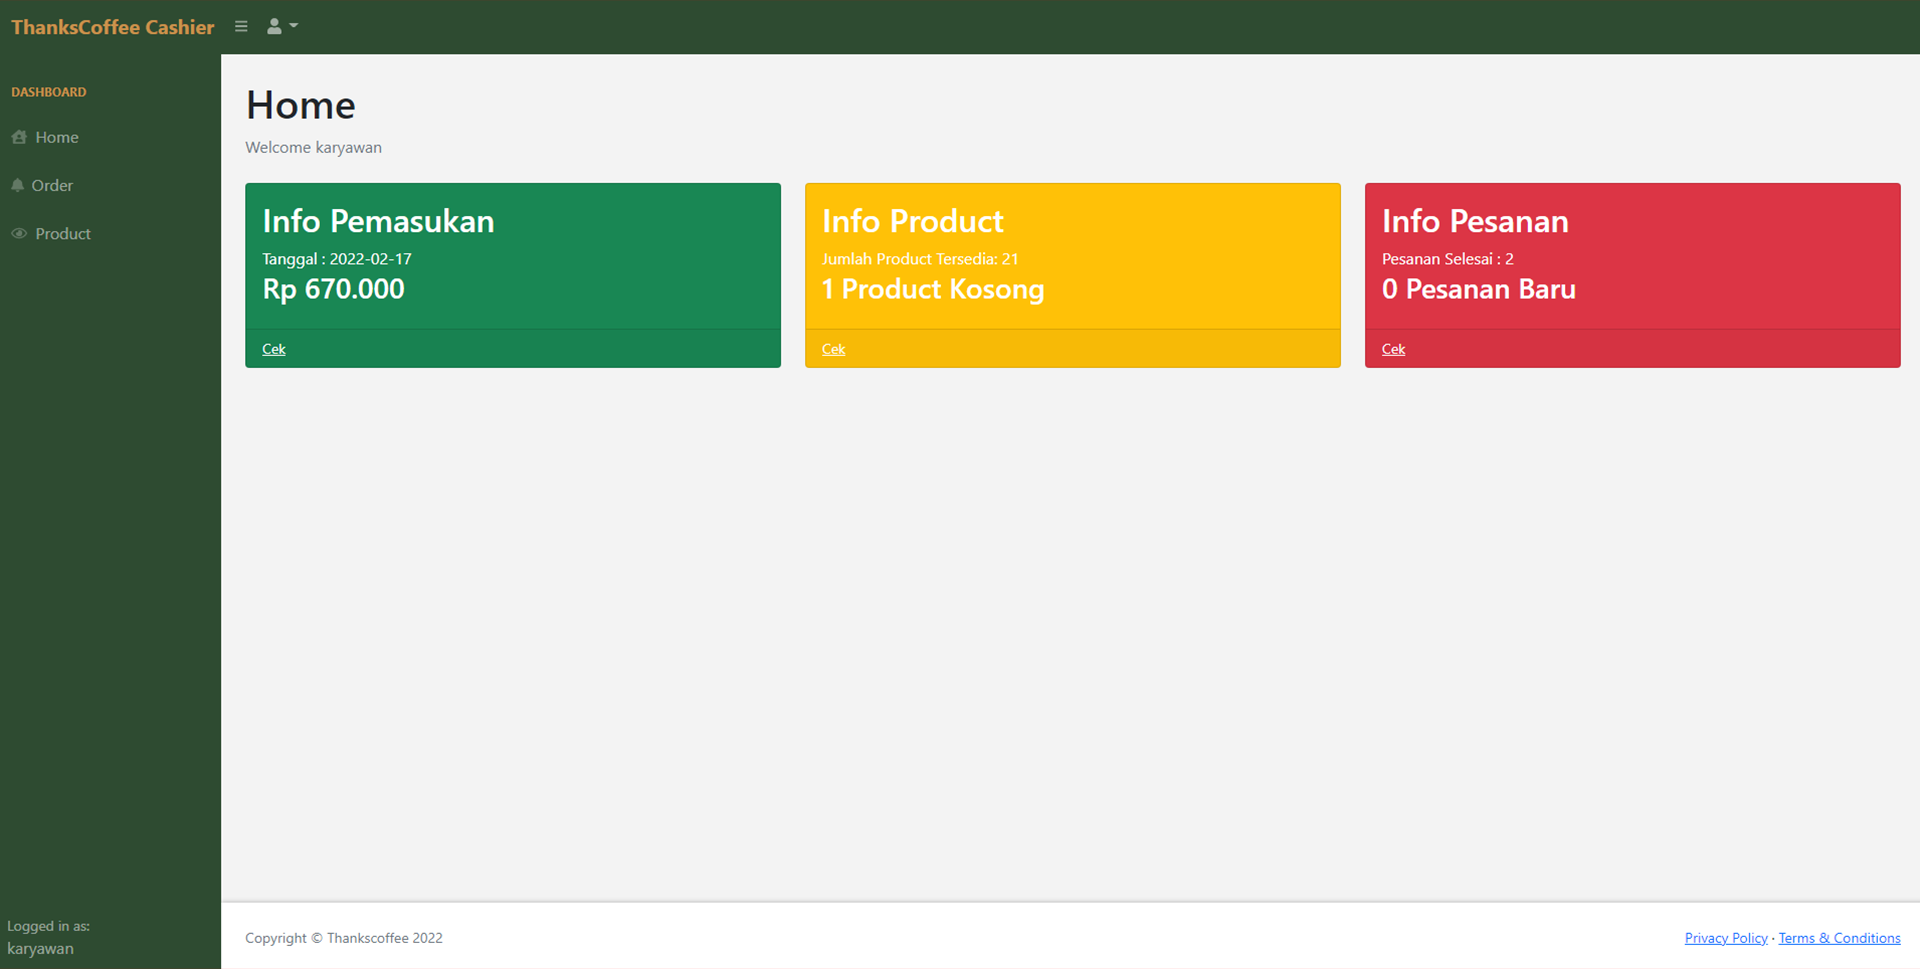 ThanksCoffee Cashier
DASHBOARD
Home
Order
Product
Logged in as:
karyawan
Home
Welcome karyawan
Info Pemasukan
Tanggal : 2022-02-17
Rp 670.000
Cek
Info Product
Jumlah Product Tersedia: 21
1 Product Kosong
Cek
Info Pesanan
Pesanan Selesai : 2
0 Pesanan Baru
Cek
Copyright © Thankscoffee 2022
Privacy Policy · Terms & Conditions